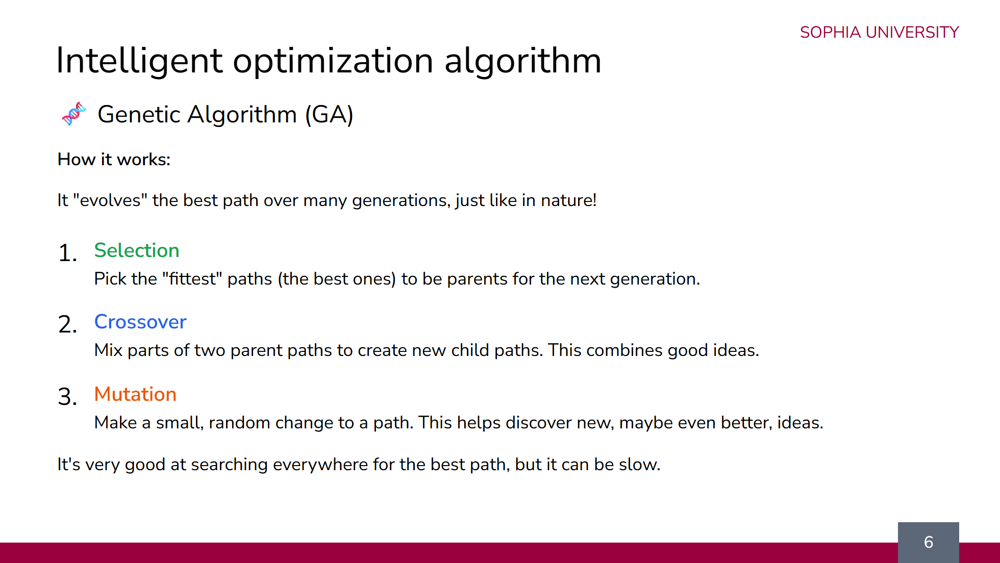 SOPHIA UNIVERSITY
Intelligent optimization algorithm
Genetic Algorithm (GA)
How it works:
It "evolves" the best path over many generations, just like in nature!
1. Selection
Pick the "fittest" paths (the best ones) to be parents for the next generation.
2. Crossover
Mix parts of two parent paths to create new child paths. This combines good ideas.
3. Mutation
Make a small, random change to a path. This helps discover new, maybe even better, ideas.
It's very good at searching everywhere for the best path, but it can be slow.
6